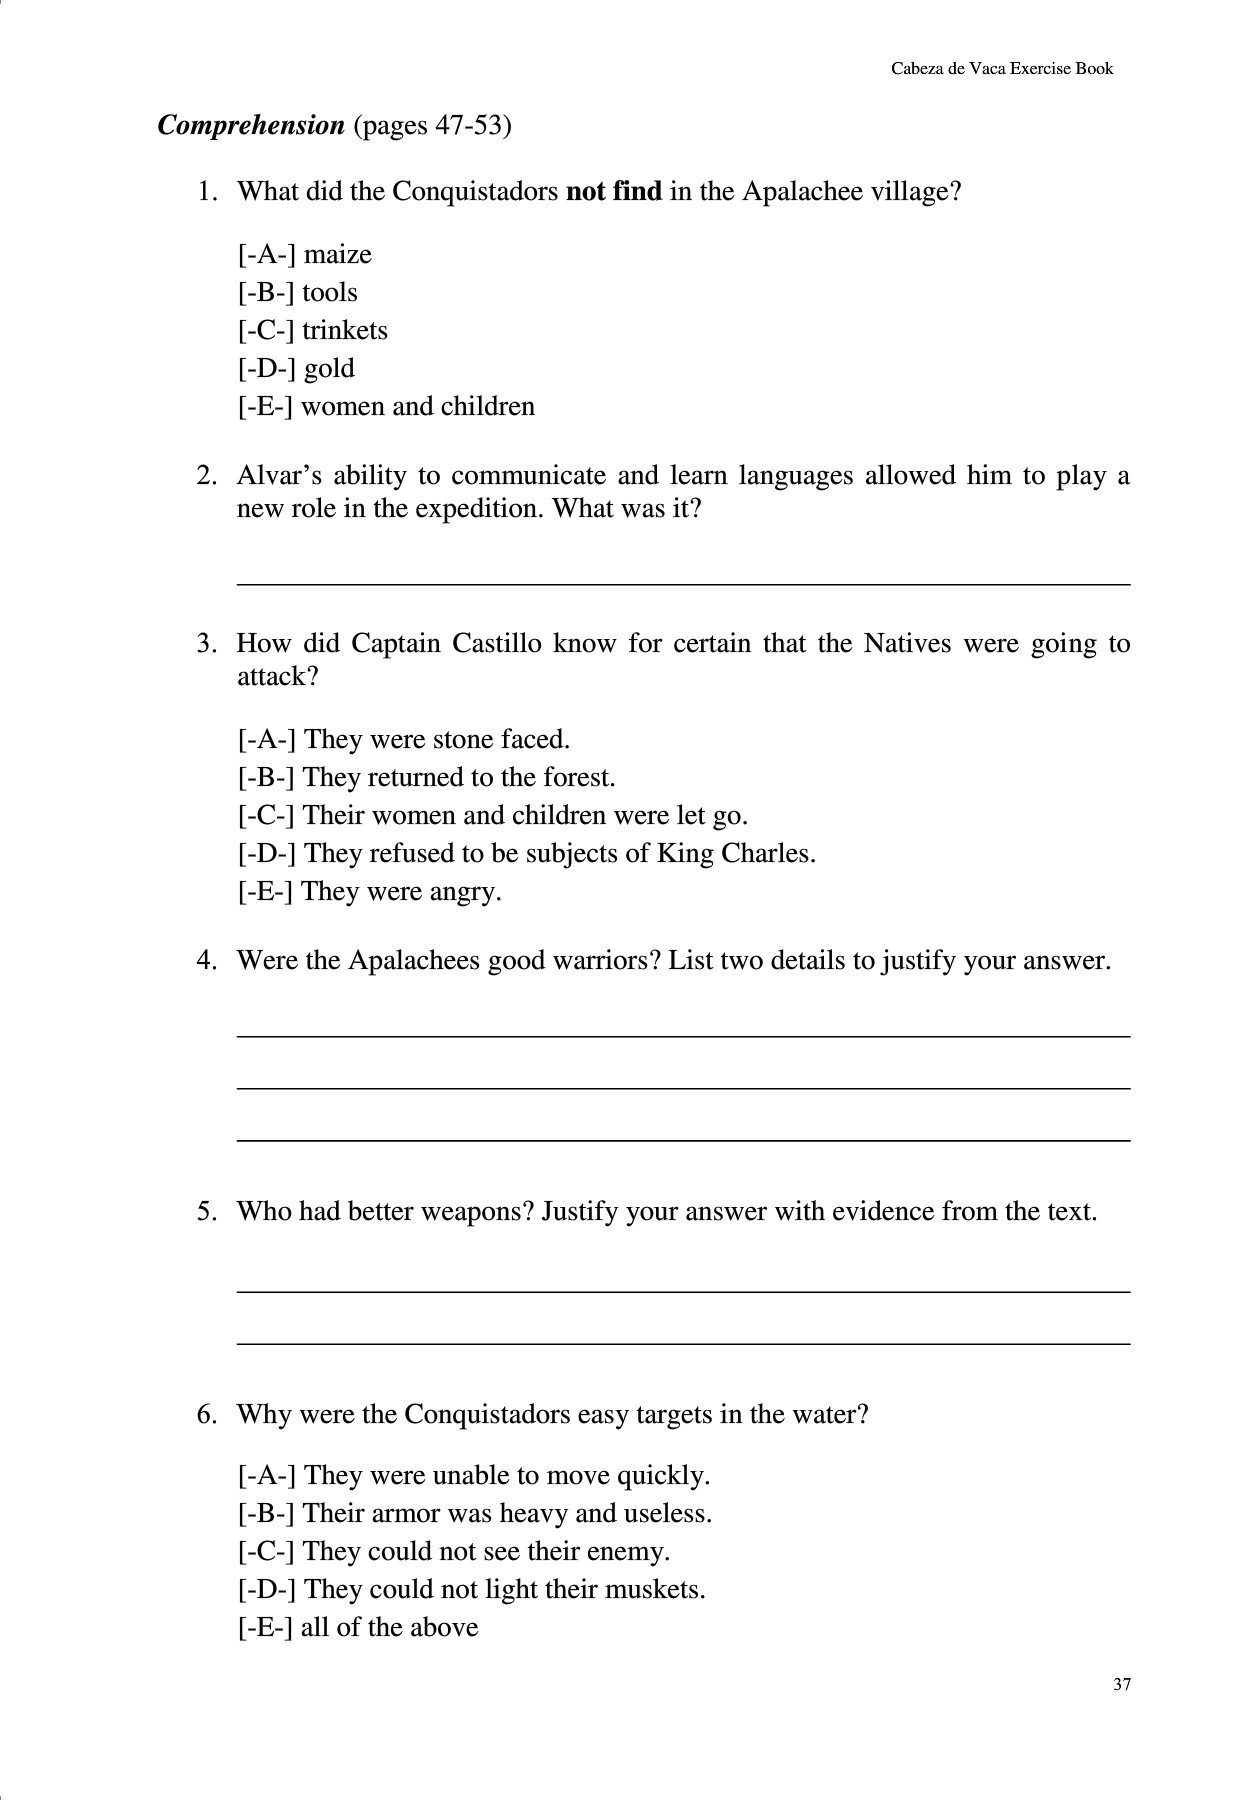 Cabeza de Vaca Exercise Book
Comprehension (pages 47-53)
1. What did the Conquistadors not find in the Apalachee village?
[-A-] maize
[-B-] tools
[-C-] trinkets
[-D-] gold
[-E-] women and children
2. Alvar’s ability to communicate and learn languages allowed him to play a
new role in the expedition. What was it?
3. How did Captain Castillo know for certain that the Natives were going to
attack?
[-A-] They were stone faced.
[-B-] They returned to the forest.
[-C-] Their women and children were let go.
[-D-] They refused to be subjects of King Charles.
[-E-] They were angry.
4. Were the Apalachees good warriors? List two details to justify your answer.
5. Who had better weapons? Justify your answer with evidence from the text.
6. Why were the Conquistadors easy targets in the water?
[-A-] They were unable to move quickly.
[-B-] Their armor was heavy and useless.
[-C-] They could not see their enemy.
[-D-] They could not light their muskets.
[-E-] all of the above
37